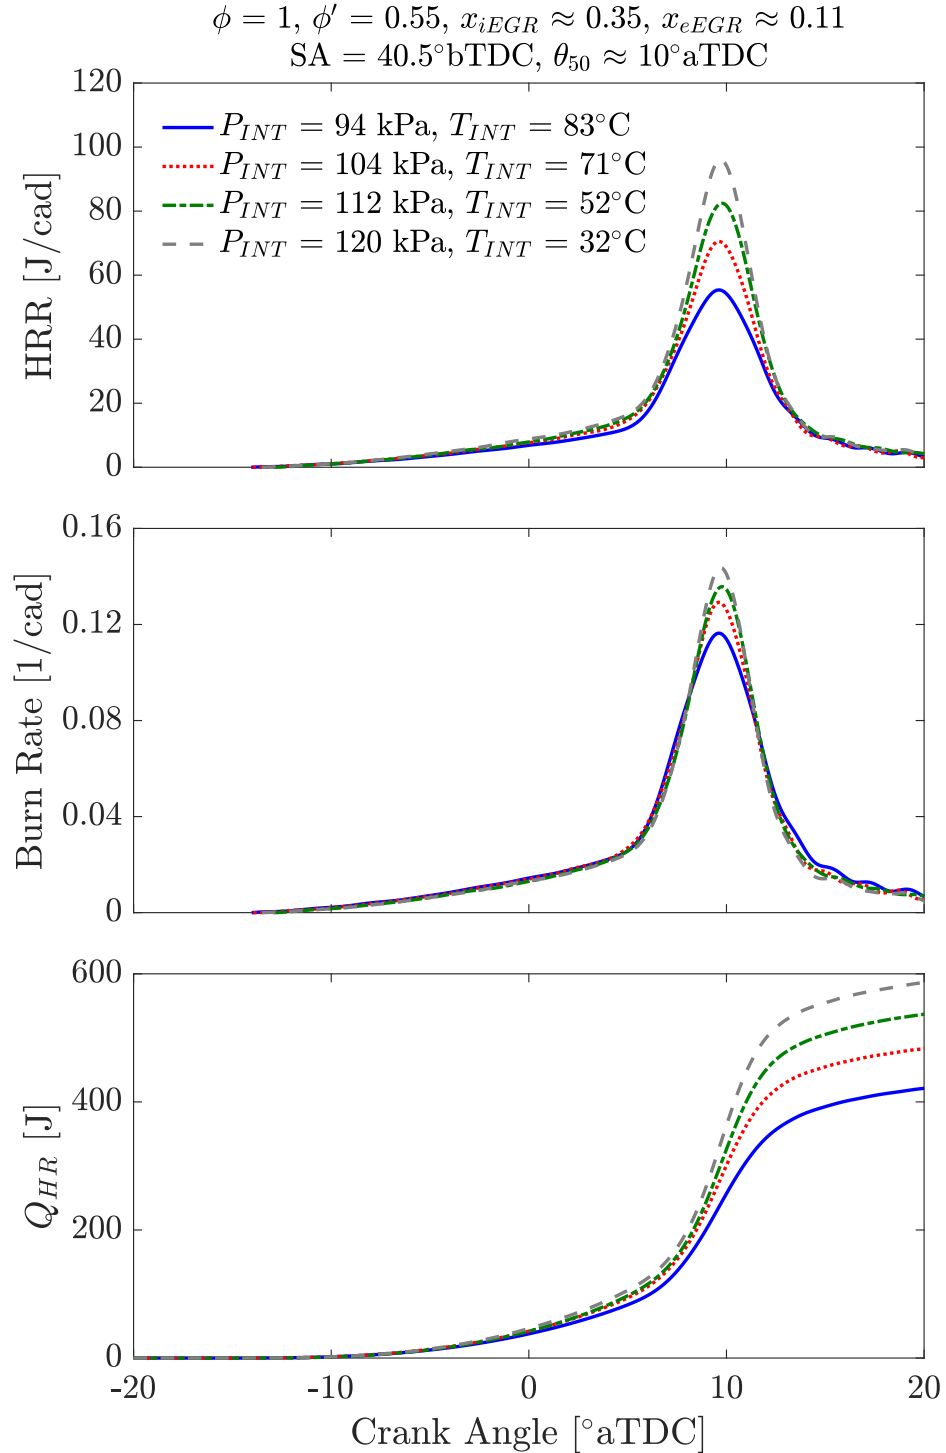 ϕ = 1, ϕ′ = 0.55, x_iEGR ≈ 0.35, x_eEGR ≈ 0.11
SA = 40.5°bTDC, θ_50 ≈ 10°aTDC
120
100
80
60
40
20
0
HRR [J/cad]
P_INT = 94 kPa, T_INT = 83°C
P_INT = 104 kPa, T_INT = 71°C
P_INT = 112 kPa, T_INT = 52°C
P_INT = 120 kPa, T_INT = 32°C
0.16
0.12
0.08
0.04
0
Burn Rate [1/cad]
600
400
200
0
Q_HR [J]
-20 -10 0 10 20
Crank Angle [°aTDC]